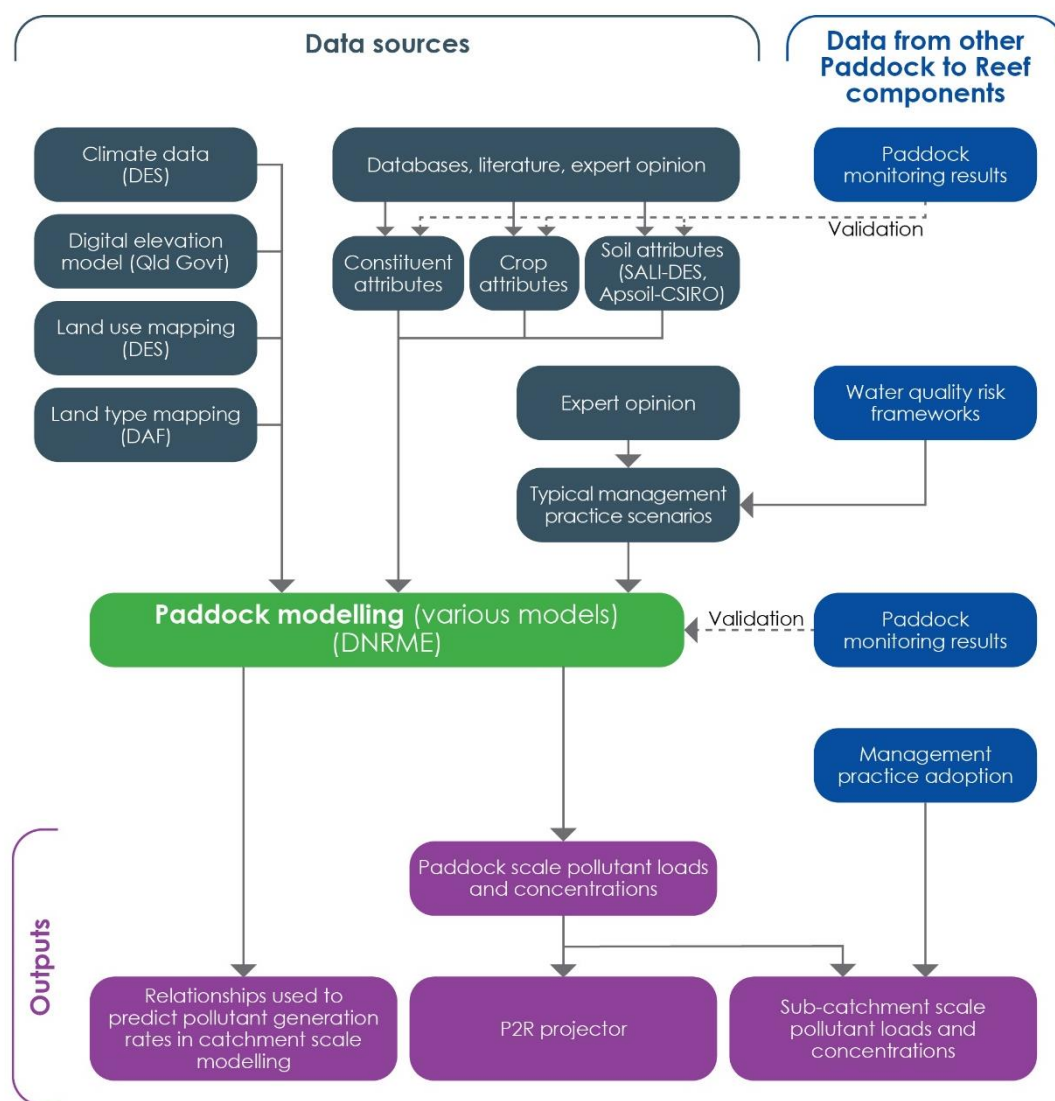 Data sources
Data from other
Paddock to Reef
components
Climate data
(DES)
Databases, literature, expert opinion
Paddock
monitoring results
Validation
Digital elevation
model (Qld Govt)
Constituent
attributes
Crop
attributes
Soil attributes
(SALI-DES,
Apsoil-CSIRO)
Land use mapping
(DES)
Land type mapping
(DAF)
Expert opinion
Water quality risk
frameworks
Typical management
practice scenarios
Paddock modelling (various models)
(DNRME)
Validation
Paddock
monitoring results
Management
practice adoption
Outputs
Paddock scale pollutant loads
and concentrations
Relationships used to
predict pollutant generation
rates in catchment scale
modelling
P2R projector
Sub-catchment scale
pollutant loads and
concentrations